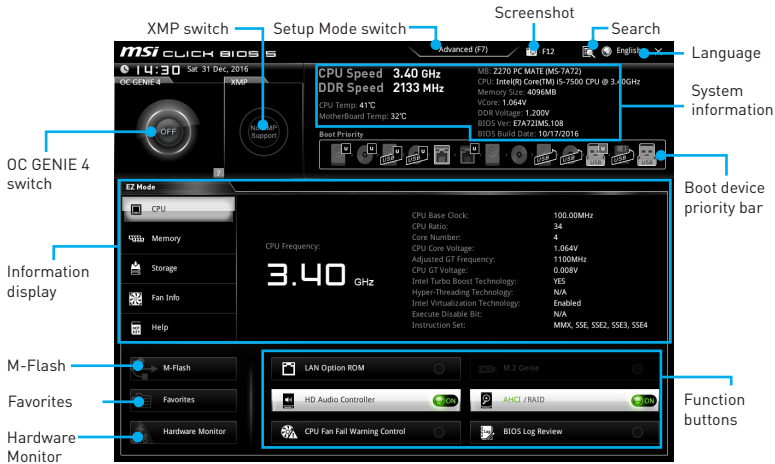 Screenshot
XMP switch
Setup Mode switch
Search
msi CLICK BIOS 5
Advanced (F7)
F12
English
Language
14:30 Sat 31 Dec, 2016
OC GENIE 4
XMP
CPU Speed 3.40 GHz
DDR Speed 2133 MHz
CPU Temp: 41°C
MotherBoard Temp: 32°C
MB: Z270 PC MATE (MS-7A72)
CPU: Intel(R) Core(TM) i5-7500 CPU @ 3.40GHz
Memory Size: 4096MB
VCore: 1.064V
DDR Voltage: 1.200V
BIOS Ver: E7A72IMS.108
BIOS Build Date: 10/17/2016
System
information
OFF
No XMP
Support
Boot Priority
U
U
U
USB
U
USB
U
U
USB
USB
U
USB
USB
USB
OC GENIE 4
switch
?
Boot device
priority bar
EZ Mode
CPU
Memory
Storage
Fan Info
Help
CPU Frequency:
3.40 GHz
CPU Base Clock: 100.00MHz
CPU Ratio: 34
Core Number: 4
CPU Core Voltage: 1.064V
Adjusted GT Frequency: 1100MHz
CPU GT Voltage: 0.008V
Intel Turbo Boost Technology: YES
Hyper-Threading Technology: N/A
Intel Virtualization Technology: Enabled
Execute Disable Bit: N/A
Instruction Set: MMX, SSE, SSE2, SSE3, SSE4
Information
display
M-Flash
M-Flash
LAN Option ROM
M.2 Genie
Favorites
Favorites
HD Audio Controller
ON
AHCI /RAID
ON
Function
buttons
Hardware
Monitor
Hardware Monitor
CPU Fan Fail Warning Control
BIOS Log Review